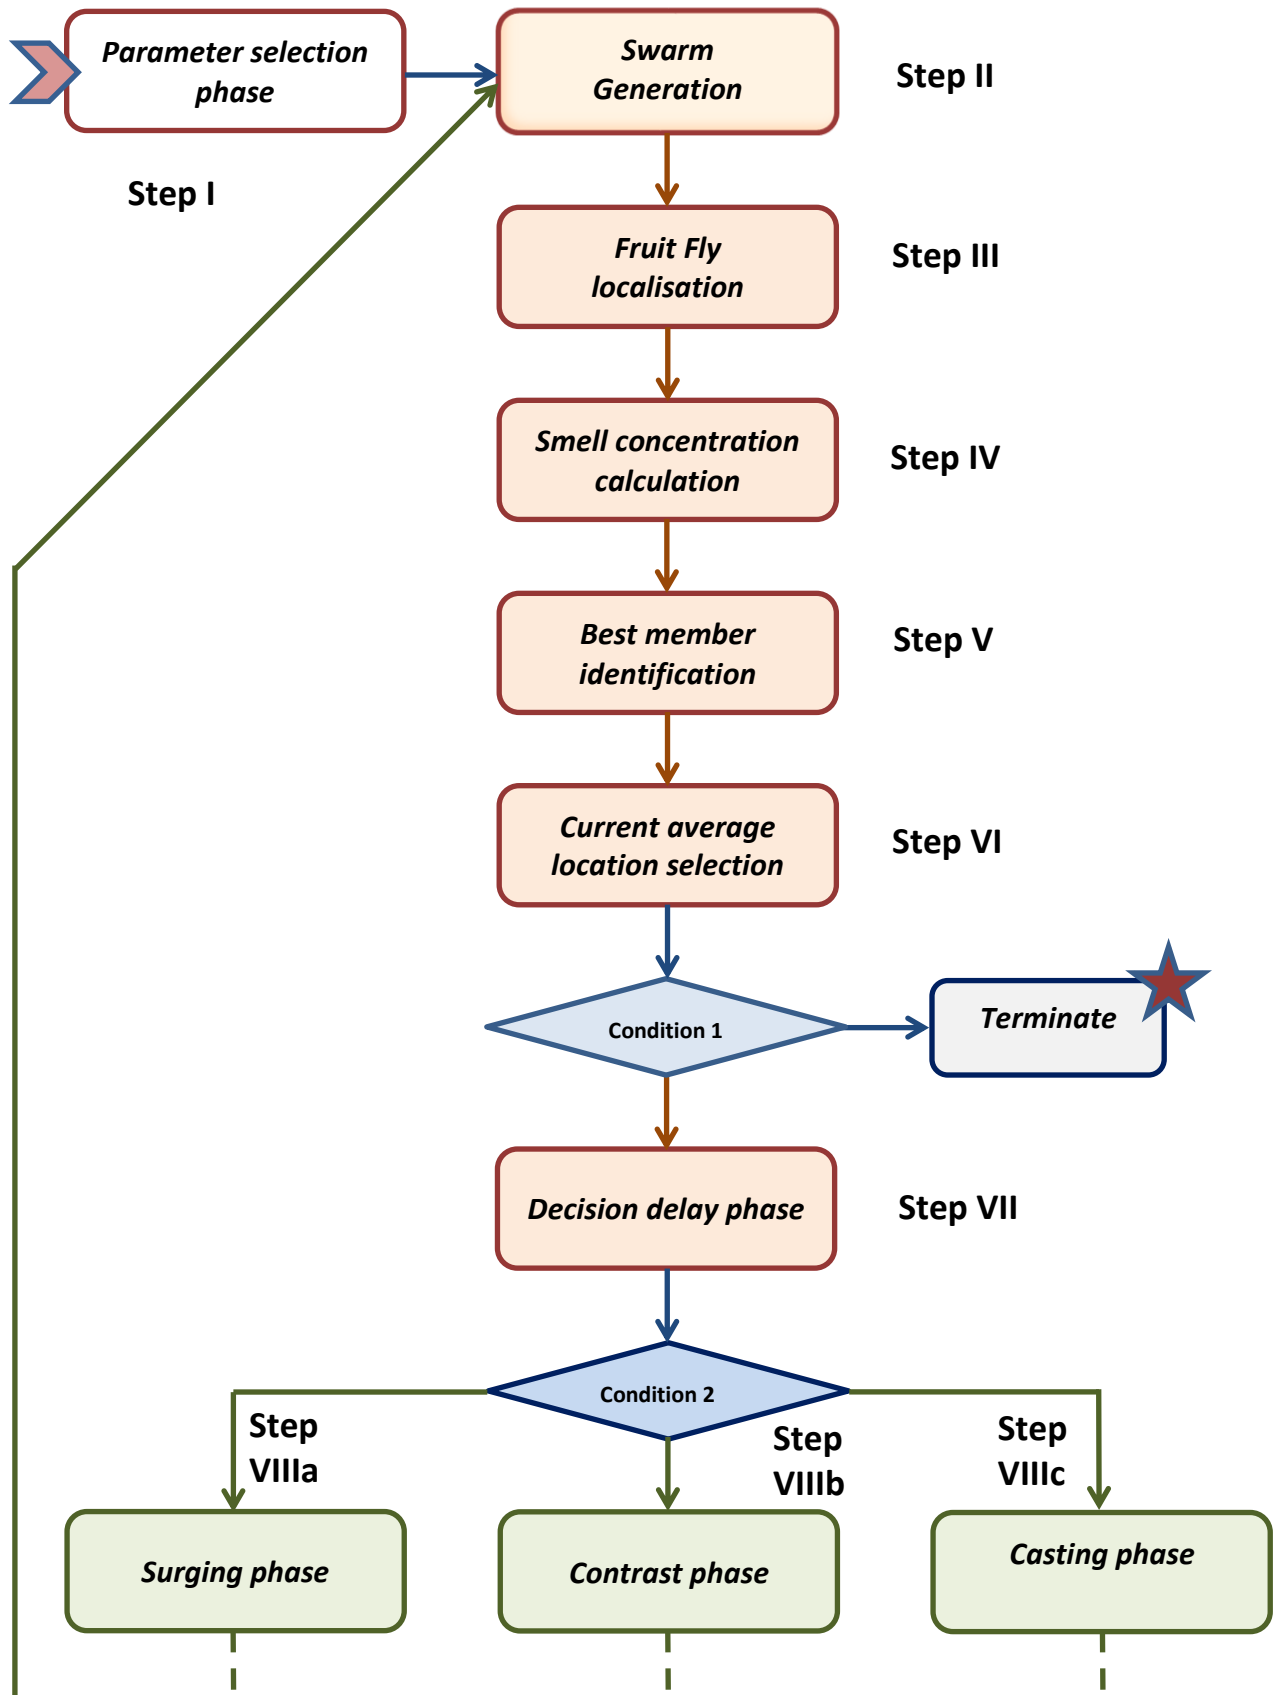 Parameter selection
phase
Swarm
Generation
Step II
Step I
Fruit Fly
localisation
Step III
Smell concentration
calculation
Step IV
Best member
identification
Step V
Current average
location selection
Step VI
Condition 1
Terminate
Decision delay phase
Step VII
Condition 2
Step
VIIIa
Step
VIIIb
Step
VIIIc
Surging phase
Contrast phase
Casting phase